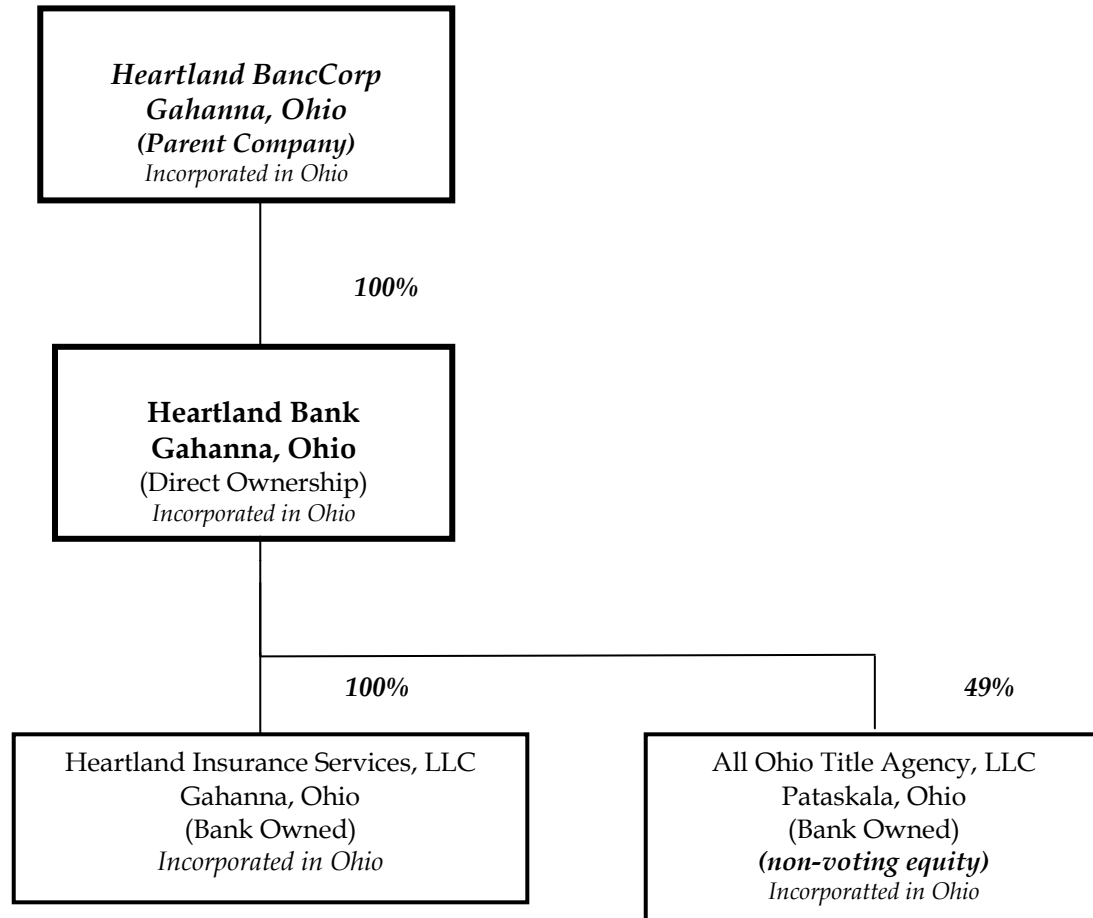 Heartland BancCorp
Gahanna, Ohio
(Parent Company)
Incorporated in Ohio
100%
Heartland Bank
Gahanna, Ohio
(Direct Ownership)
Incorporated in Ohio
100%
49%
Heartland Insurance Services, LLC
Gahanna, Ohio
(Bank Owned)
Incorporated in Ohio
All Ohio Title Agency, LLC
Pataskala, Ohio
(Bank Owned)
(non-voting equity)
Incorporatted in Ohio